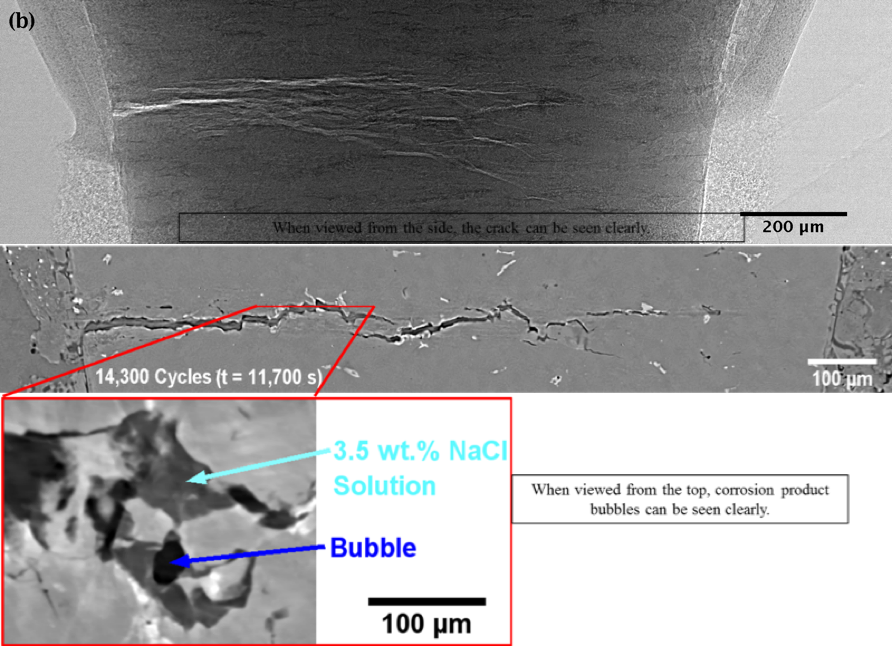 (b)
When viewed from the side, the crack can be seen clearly.
200 μm
14,300 Cycles (t = 11,700 s)
100 μm
3.5 wt.% NaCl
Solution
Bubble
100 μm
When viewed from the top, corrosion product
bubbles can be seen clearly.